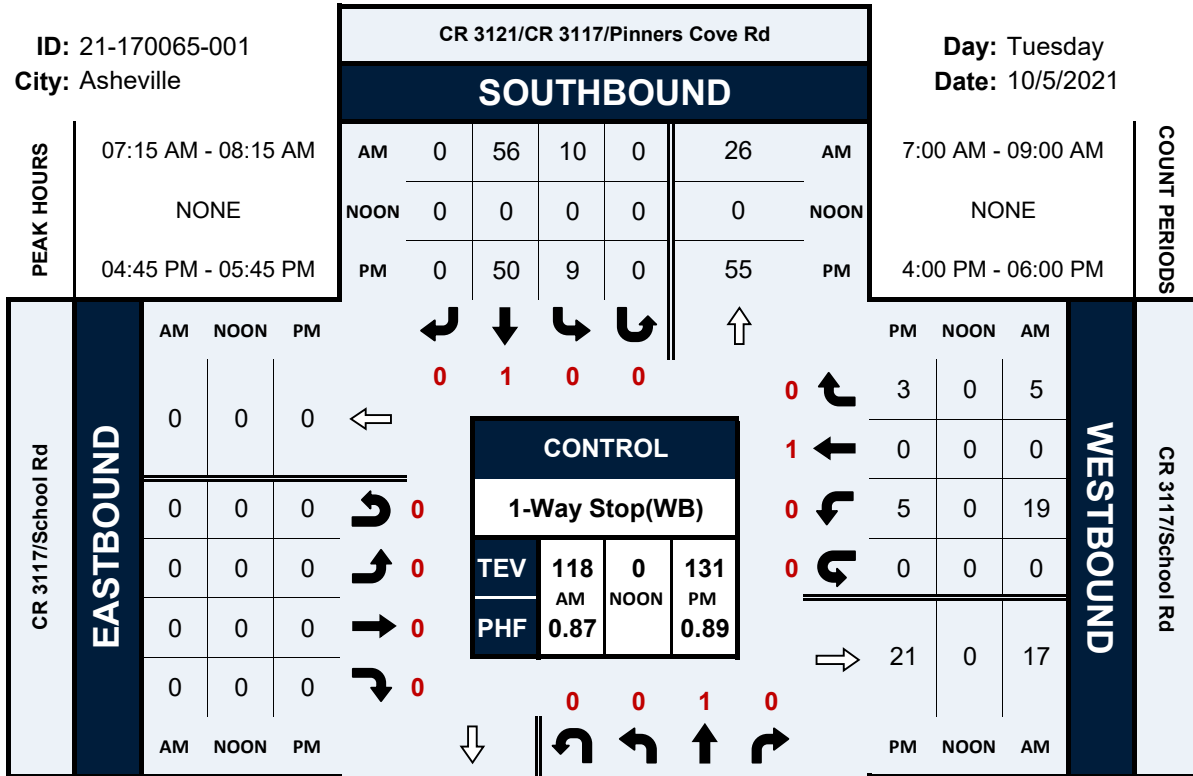 CR 3121/CR 3117/Pinners Cove Rd
ID: 21-170065-001
Day: Tuesday
City: Asheville
Date: 10/5/2021
SOUTHBOUND
PEAK HOURS
07:15 AM - 08:15 AM
NONE
04:45 PM - 05:45 PM
AM 0 56 10 0 26 AM
NOON 0 0 0 0 0 NOON
PM 0 50 9 0 55 PM
7:00 AM - 09:00 AM
NONE
4:00 PM - 06:00 PM
COUNT PERIODS
0 1 0 0
CR 3117/School Rd
EASTBOUND
AM NOON PM
0 0 0
0 0 0 0
0 0 0 0
0 0 0 0
0 0 0 0
AM NOON PM
CONTROL
1-Way Stop(WB)
TEV 118 0 131
AM NOON PM
PHF 0.87 0.89
PM NOON AM
0 3 0 5
1 0 0 0
0 5 0 19
0 0 0 0
21 0 17
PM NOON AM
WESTBOUND
CR 3117/School Rd
0 0 1 0